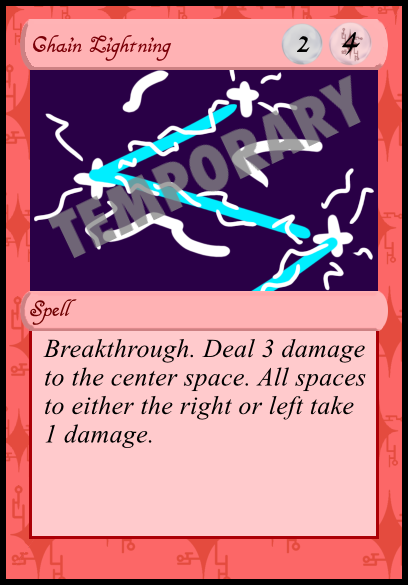 Chain Lightning 2 4
TEMPORARY
Spell
Breakthrough. Deal 3 damage
to the center space. All spaces
to either the right or left take
1 damage.